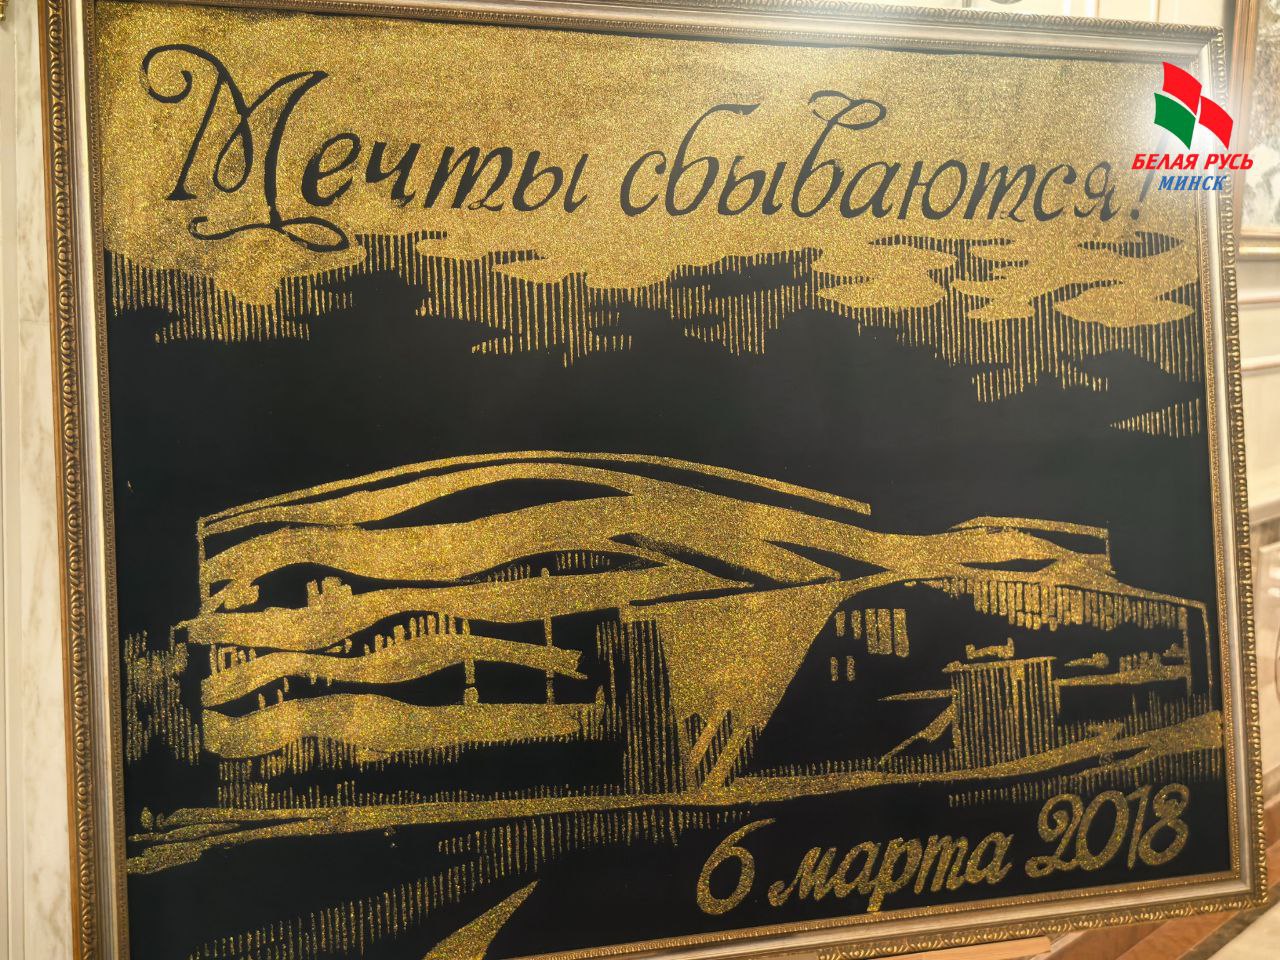 Мечты сбываются!
БЕЛАЯ РУСЬ
МИНСК
6 марта 2018